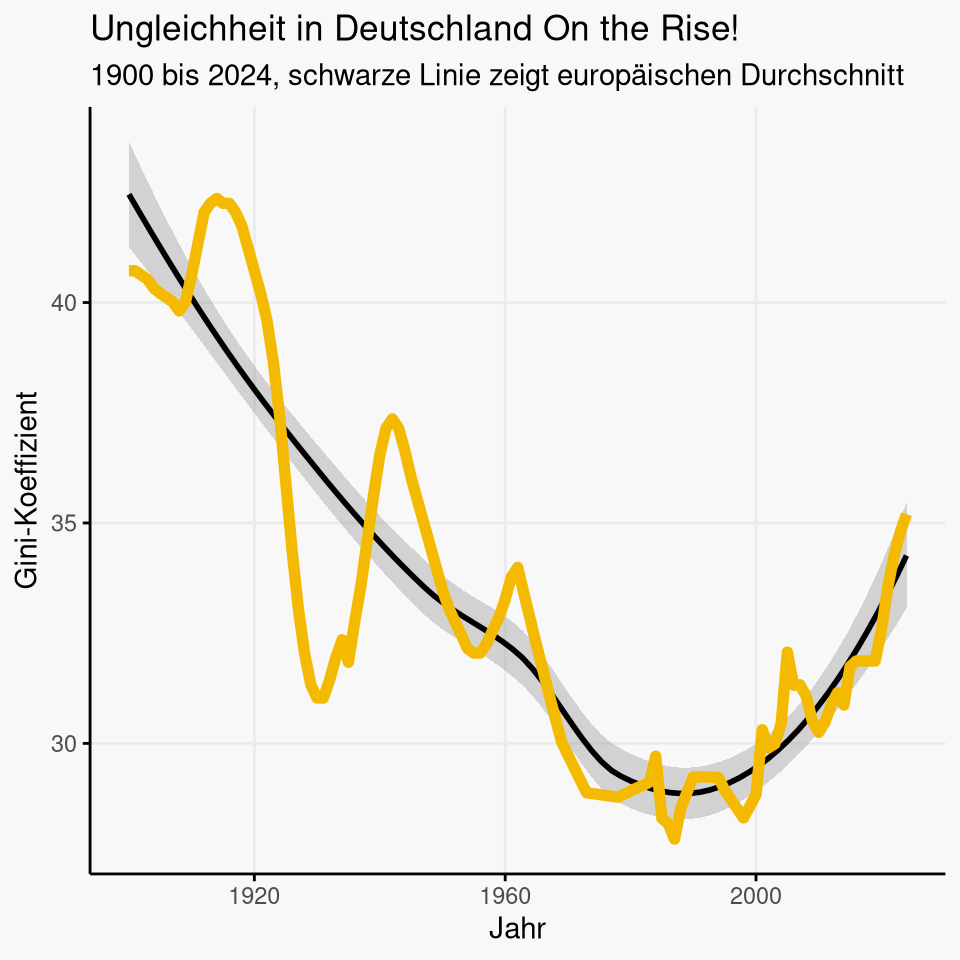 Ungleichheit in Deutschland On the Rise!
1900 bis 2024, schwarze Linie zeigt europäischen Durchschnitt
Gini-Koeffizient
40
35
30
1920
1960
2000
Jahr